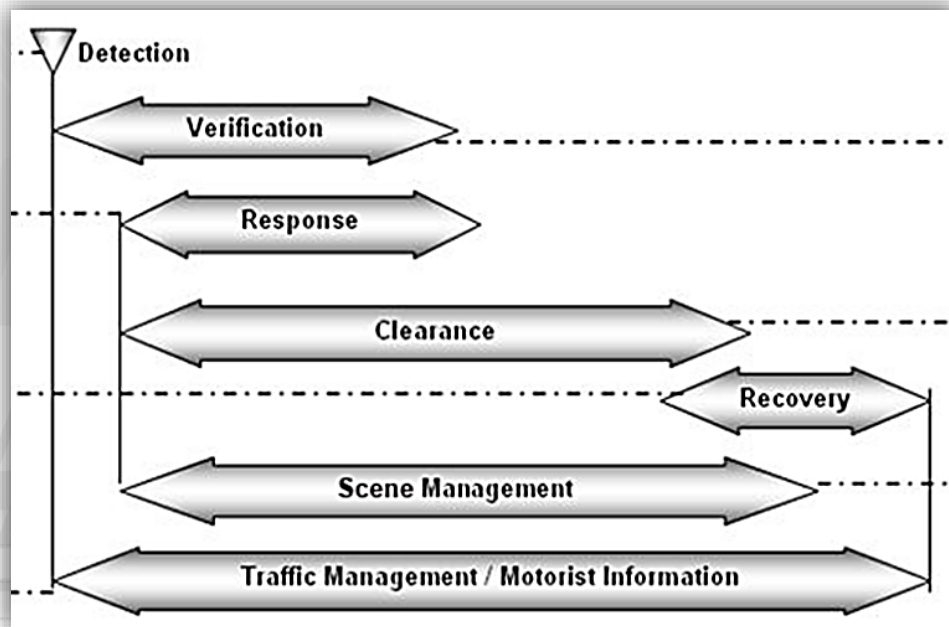 Detection
Verification
Response
Clearance
Recovery
Scene Management
Traffic Management / Motorist Information